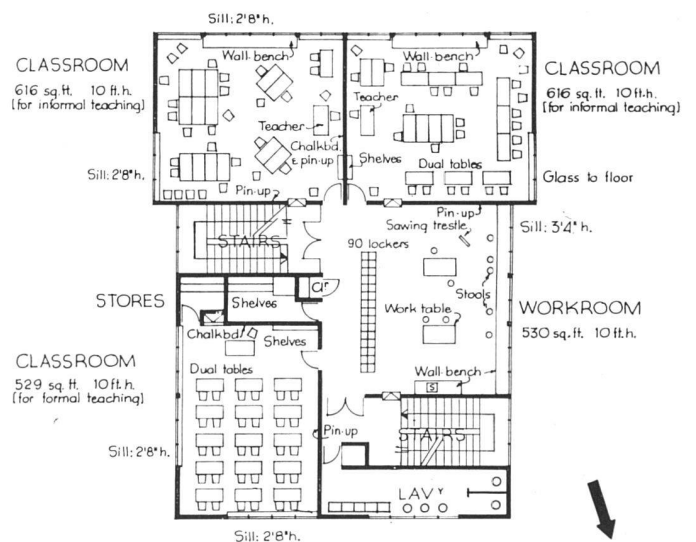 Sill: 2'8"h.
CLASSROOM
616 sq. ft. 10 ft. h.
[for informal teaching]
Wall-bench
Teacher
Chalkbd.
& pin-up
Sill: 2'8"h.
Pin-up
Wall-bench
Teacher
Shelves
Dual tables
CLASSROOM
616 sq. ft. 10 ft. h.
[for informal teaching]
Glass to floor
Pin-up
Sawing trestle
Sill: 3'4"h.
STAIRS
90 lockers
Stools
STORES
Shelves
Clr
Work table
WORKROOM
530 sq. ft. 10 ft. h.
Chalkbd.
Shelves
CLASSROOM
529 sq. ft. 10 ft. h.
[for formal teaching]
Dual tables
Wall-bench
S
Pin-up
STAIRS
Sill: 2'8"h.
LAVY
Sill: 2'8"h.